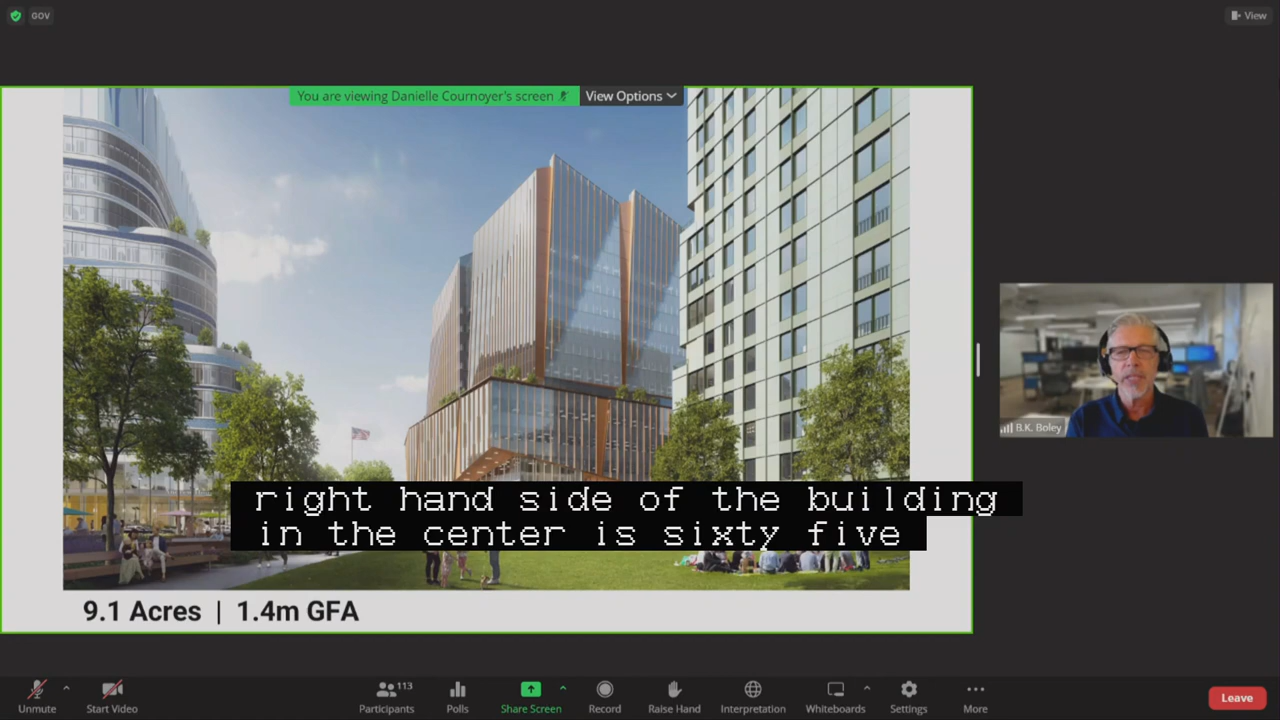 GOV
View
You are viewing Danielle Cournoyer's screen
View Options
B.K. Boley
right hand side of the building
in the center is sixty five
9.1 Acres | 1.4m GFA
113
Unmute
Start Video
Participants
Polls
Share Screen
Record
Raise Hand
Interpretation
Whiteboards
Settings
More
Leave